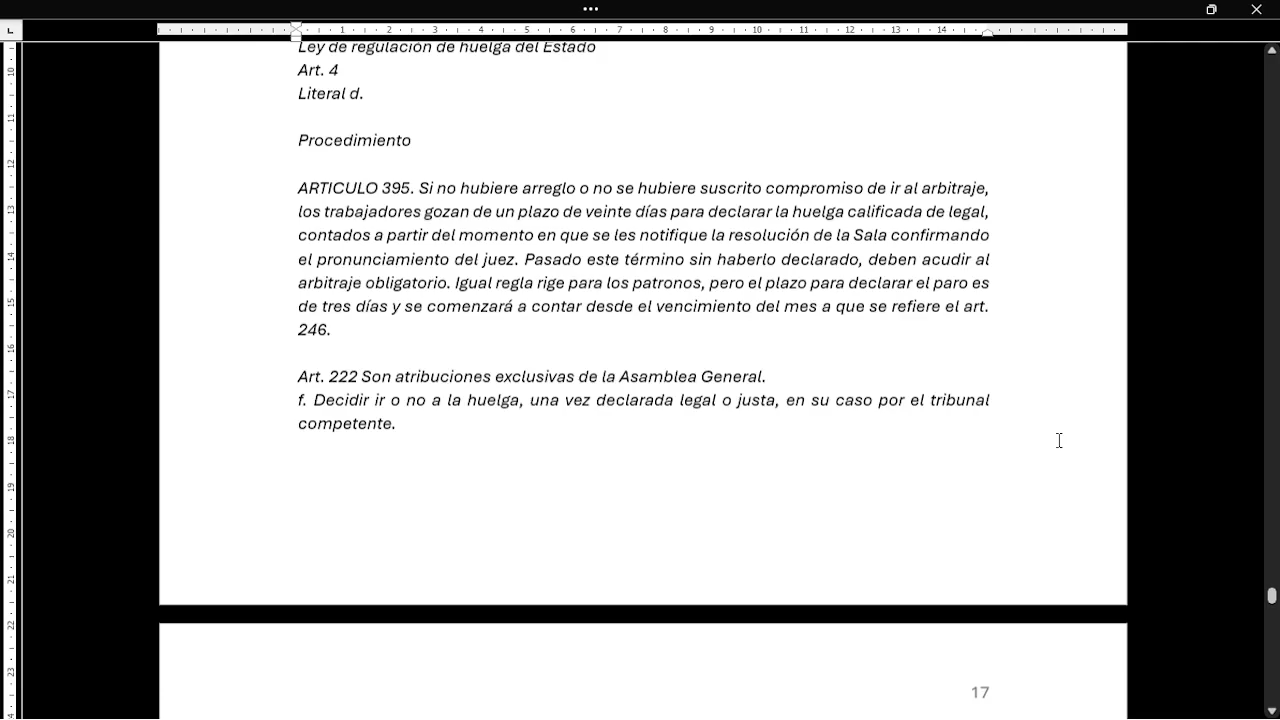 Ley de regulación de huelga del Estado
Art. 4
Literal d.
Procedimiento
ARTICULO 395. Si no hubiere arreglo o no se hubiere suscrito compromiso de ir al arbitraje,
los trabajadores gozan de un plazo de veinte días para declarar la huelga calificada de legal,
contados a partir del momento en que se les notifique la resolución de la Sala confirmando
el pronunciamiento del juez. Pasado este término sin haberlo declarado, deben acudir al
arbitraje obligatorio. Igual regla rige para los patronos, pero el plazo para declarar el paro es
de tres días y se comenzará a contar desde el vencimiento del mes a que se refiere el art.
246.
Art. 222 Son atribuciones exclusivas de la Asamblea General.
f. Decidir ir o no a la huelga, una vez declarada legal o justa, en su caso por el tribunal
competente.
17